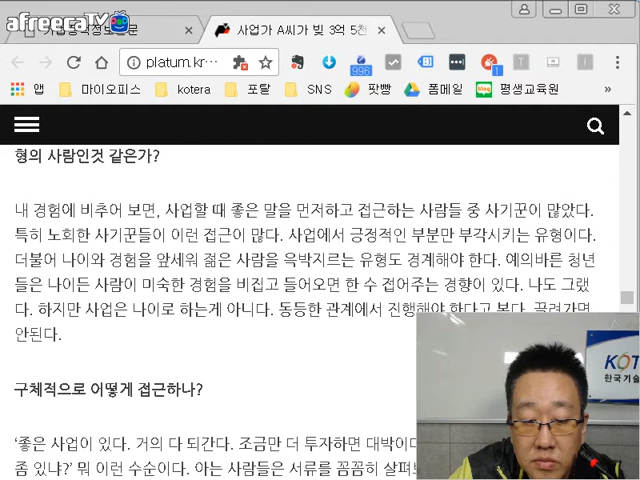 afreecaTV
사업가 A씨가 빚 3억 5천
platum.kr
996
1
앱
마이오피스
kotera
포탈
SNS
팟빵
폼메일
blog
평생교육원
»
형의 사람인것 같은가?
내 경험에 비추어 보면, 사업할 때 좋은 말을 먼저하고 접근하는 사람들 중 사기꾼이 많았다.
특히 노회한 사기꾼들이 이런 접근이 많다. 사업에서 긍정적인 부분만 부각시키는 유형이다.
더불어 나이와 경험을 앞세워 젊은 사람을 윽박지르는 유형도 경계해야 한다. 예의바른 청년
들은 나이든 사람이 미숙한 경험을 비집고 들어오면 한 수 접어주는 경향이 있다. 나도 그랬
다. 하지만 사업은 나이로 하는게 아니다. 동등한 관계에서 진행해야 한다고 본다. 끌려가면
안된다.
구체적으로 어떻게 접근하나?
‘좋은 사업이 있다. 거의 다 되간다. 조금만 더 투자하면 대박이다
좀 있냐?’ 뭐 이런 수순이다. 아는 사람들은 서류를 꼼꼼히 살펴보
KOT
한국기술